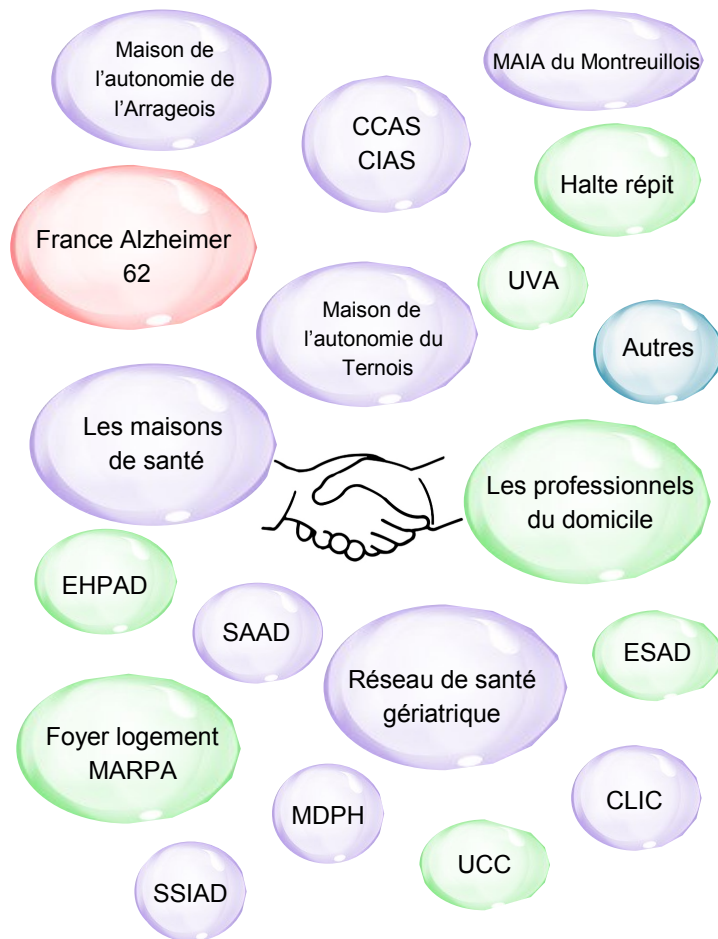 Maison de
l'autonomie de
l'Arrageois
MAIA du Montreuillois
CCAS
CIAS
Halte répit
France Alzheimer
62
UVA
Maison de
l'autonomie du
Ternois
Autres
Les maisons
de santé
Les professionnels
du domicile
EHPAD
SAAD
ESAD
Réseau de santé
gériatrique
Foyer logement
MARPA
MDPH
CLIC
UCC
SSIAD